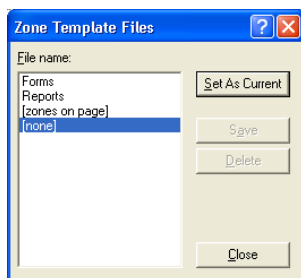 Zone Template Files
File name:
Forms
Reports
[zones on page]
[none]
Set As Current
Save
Delete
Close